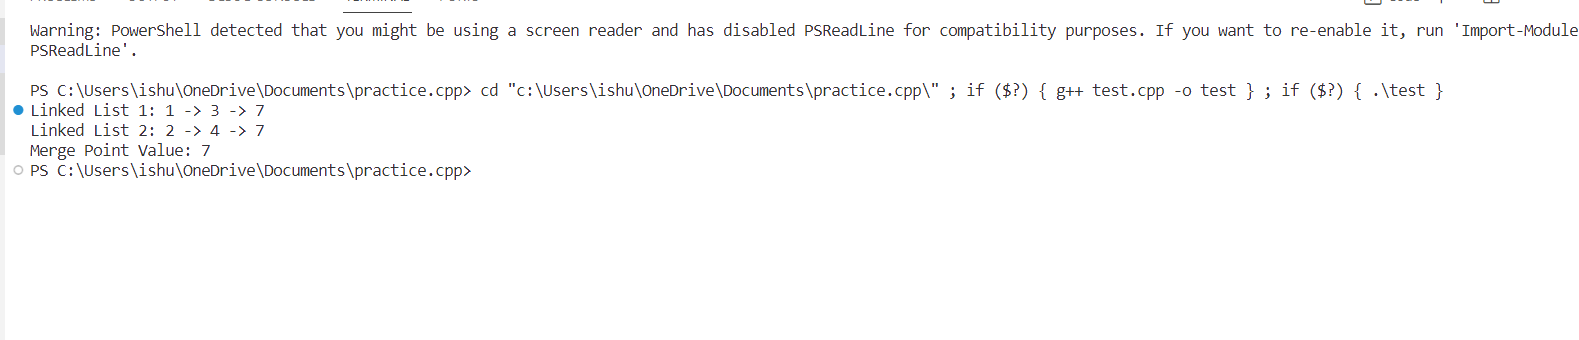 Warning: PowerShell detected that you might be using a screen reader and has disabled PSReadLine for compatibility purposes. If you want to re-enable it, run 'Import-Module
PSReadLine'.
PS C:\Users\ishu\OneDrive\Documents\practice.cpp> cd "c:\Users\ishu\OneDrive\Documents\practice.cpp\" ; if ($?) { g++ test.cpp -o test } ; if ($?) { .\test }
Linked List 1: 1 -> 3 -> 7
Linked List 2: 2 -> 4 -> 7
Merge Point Value: 7
PS C:\Users\ishu\OneDrive\Documents\practice.cpp>